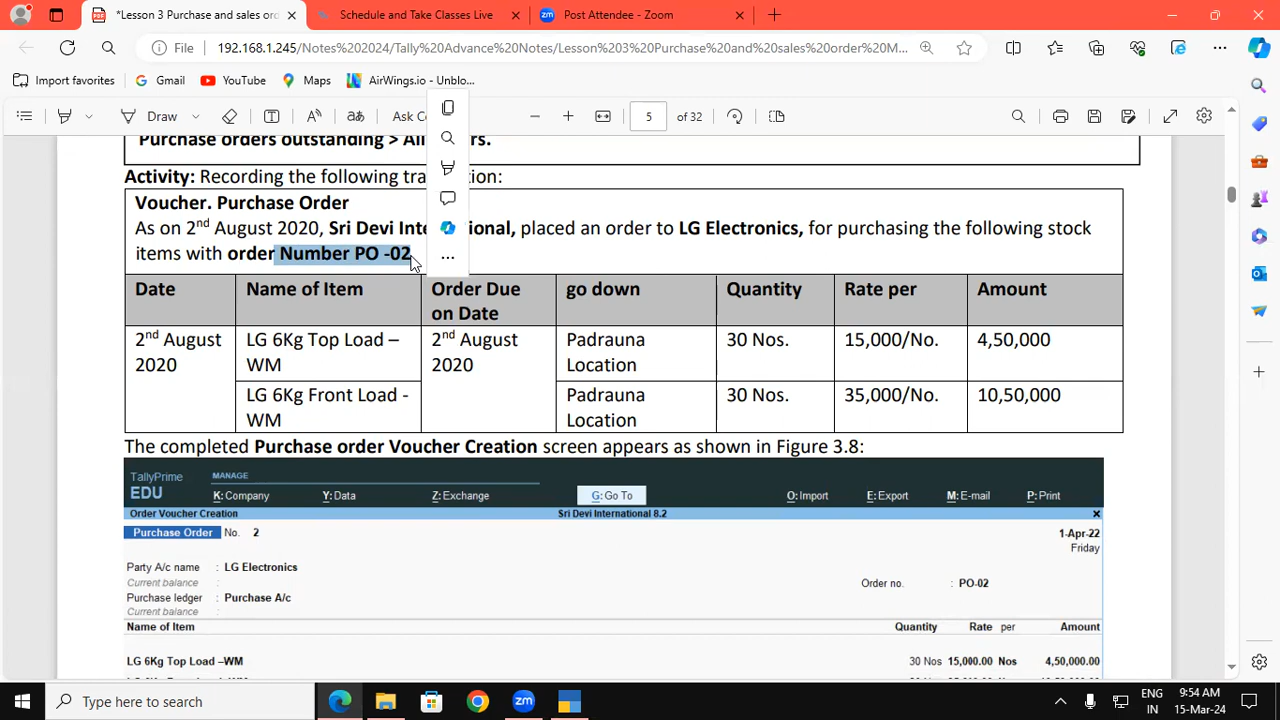 *Lesson 3 Purchase and sales ord
Schedule and Take Classes Live
Post Attendee - Zoom
File
192.168.1.245/Notes%202024/Tally%20Advance%20Notes/Lesson%203%20Purchase%20and%20sales%20order%20M...
Import favorites
Gmail
YouTube
Maps
AirWings.io - Unblo...
Draw
aあ
Ask Co
5
of 32
Purchase orders outstanding > All
ers.
Activity: Recording the following tra
ion:
Voucher. Purchase Order
As on 2nd August 2020, Sri Devi Inte
ional, placed an order to LG Electronics, for purchasing the following stock
items with order Number PO -02
Date
Name of Item
Order Due on Date
go down
Quantity
Rate per
Amount
2nd August 2020
LG 6Kg Top Load – WM
2nd August 2020
Padrauna Location
30 Nos.
15,000/No.
4,50,000
LG 6Kg Front Load - WM
Padrauna Location
30 Nos.
35,000/No.
10,50,000
The completed Purchase order Voucher Creation screen appears as shown in Figure 3.8:
TallyPrime
EDU
MANAGE
K:Company
Y:Data
Z:Exchange
G:Go To
O:Import
E:Export
M:E-mail
P:Print
Order Voucher Creation
Sri Devi International 8.2
Purchase Order No. 2
1-Apr-22
Friday
Party A/c name : LG Electronics
Current balance :
Order no. : PO-02
Purchase ledger : Purchase A/c
Current balance :
Name of Item
Quantity
Rate per
Amount
LG 6Kg Top Load –WM
30 Nos 15,000.00 Nos 4,50,000.00
Type here to search
ENG
IN
9:54 AM
15-Mar-24